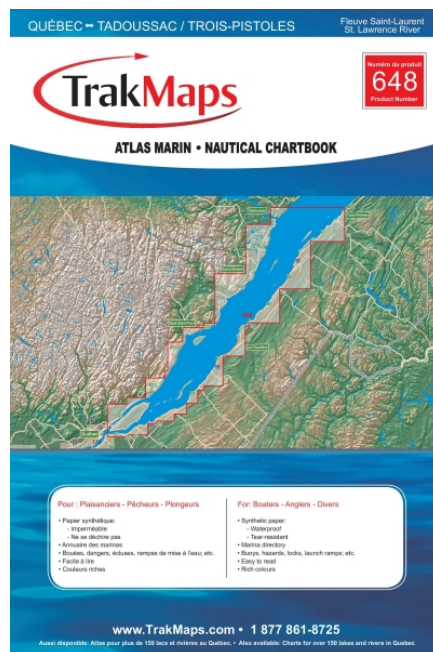 QUÉBEC ↔ TADOUSSAC / TROIS-PISTOLES
Fleuve Saint-Laurent
St. Lawrence River
TrakMaps
Numéro du produit
648
Product Number
ATLAS MARIN • NAUTICAL CHARTBOOK
Pour : Plaisanciers - Pêcheurs - Plongeurs
• Papier synthétique:
- Imperméable
- Ne se déchire pas
• Annuaire des marinas
• Bouées, dangers, écluses, rampes de mise à l'eau; etc.
• Facile à lire
• Couleurs riches
For: Boaters - Anglers - Divers
• Synthetic paper:
- Waterproof
- Tear-resistant
• Marina directory
• Buoys, hazards, locks, launch ramps; etc.
• Easy to read
• Rich colours
www.TrakMaps.com • 1 877 861-8725
Aussi disponible: Atlas pour plus de 150 lacs et rivières au Québec. • Also available: Charts for over 150 lakes and rivers in Quebec